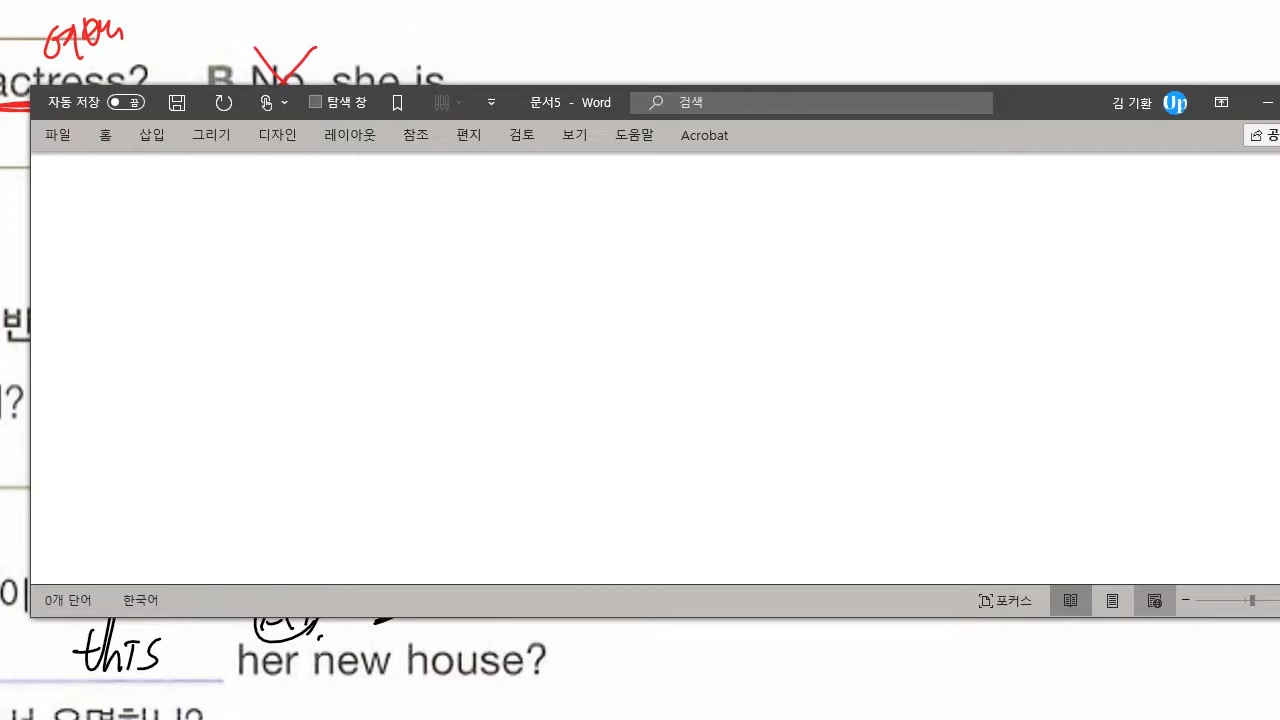 actress? B No, she is
자동 저장 탐색 창 문서5 - Word 검색 김 기환 Up
파일 홈 삽입 그리기 디자인 레이아웃 참조 편지 검토 보기 도움말 Acrobat 공
반
?
0개 단어 한국어 포커스
this her new house?